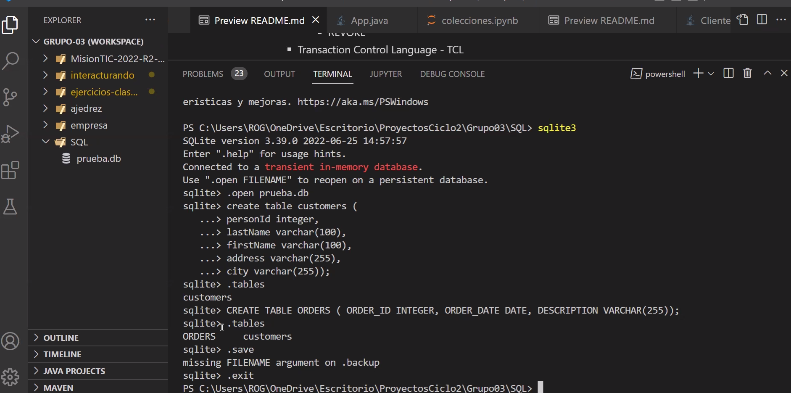 EXPLORER ...
Preview README.md
App.java
colecciones.ipynb
Preview README.md
Cliente
GRUPO-03 (WORKSPACE)
MisionTIC-2022-R2-...
interacturando
ejercicios-clas...
ajedrez
empresa
SQL
prueba.db
OUTLINE
TIMELINE
JAVA PROJECTS
MAVEN
Transaction Control Language - TCL
PROBLEMS 23 OUTPUT TERMINAL JUPYTER DEBUG CONSOLE
powershell
erísticas y mejoras. https://aka.ms/PSWindows
PS C:\Users\ROG\OneDrive\Escritorio\ProyectosCiclo2\Grupo03\SQL> sqlite3
SQLite version 3.39.0 2022-06-25 14:57:57
Enter ".help" for usage hints.
Connected to a transient in-memory database.
Use ".open FILENAME" to reopen on a persistent database.
sqlite> .open prueba.db
sqlite> create table customers (
...> personId integer,
...> lastName varchar(100),
...> firstName varchar(100),
...> address varchar(255),
...> city varchar(255));
sqlite> .tables
customers
sqlite> CREATE TABLE ORDERS ( ORDER_ID INTEGER, ORDER_DATE DATE, DESCRIPTION VARCHAR(255));
sqlite> .tables
ORDERS customers
sqlite> .save
missing FILENAME argument on .backup
sqlite> .exit
PS C:\Users\ROG\OneDrive\Escritorio\ProyectosCiclo2\Grupo03\SQL>